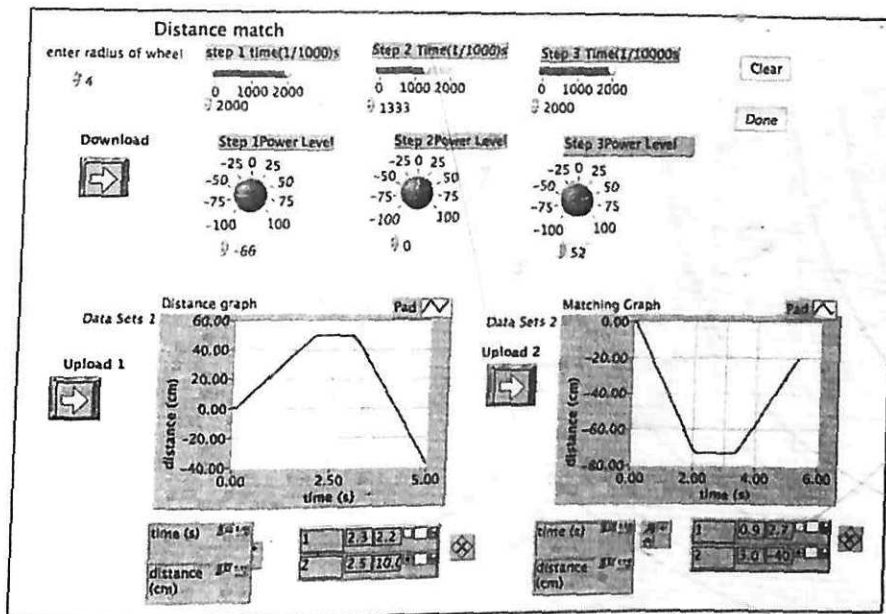 Distance match
enter radius of wheel
4
step 1 time(1/1000)s
0 1000 2000
2000
Step 2 Time(1/1000)s
0 1000 2000
1333
Step 3 Time(1/10000s
0 1000 2000
2000
Clear
Done
Download
Step 1Power Level
-25 0 25
-50 50
-75 75
-100 100
-66
Step 2Power Level
-25 0 25
-50 50
-75 75
-100 100
0
Step 3Power Level
-25 0 25
-50 50
-75 75
-100 100
52
Data Sets 1
Upload 1
Distance graph
Pad
60.00
40.00
20.00
0.00
-20.00
-40.00
distance (cm)
0.00 2.50 5.00
time (s)
Data Sets 2
Upload 2
Matching Graph
Pad
0.00
-20.00
-40.00
-60.00
-80.00
distance (cm)
0.00 2.00 4.00 6.00
time (s)
time (s)
distance
(cm)
1 2.3 2.2
2 2.5 10.0
time (s)
distance
(cm)
1 0.9 2.7
2 3.0 -40